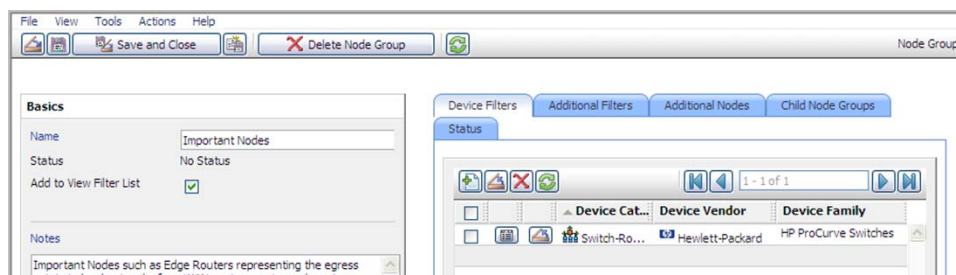 File View Tools Actions Help
Save and Close Delete Node Group Node Group
Basics
Name Important Nodes
Status No Status
Add to View Filter List
Notes
Important Nodes such as Edge Routers representing the egress
Device Filters Additional Filters Additional Nodes Child Node Groups
Status
1 - 1 of 1
Device Cat... Device Vendor Device Family
Switch-Ro... Hewlett-Packard HP ProCurve Switches